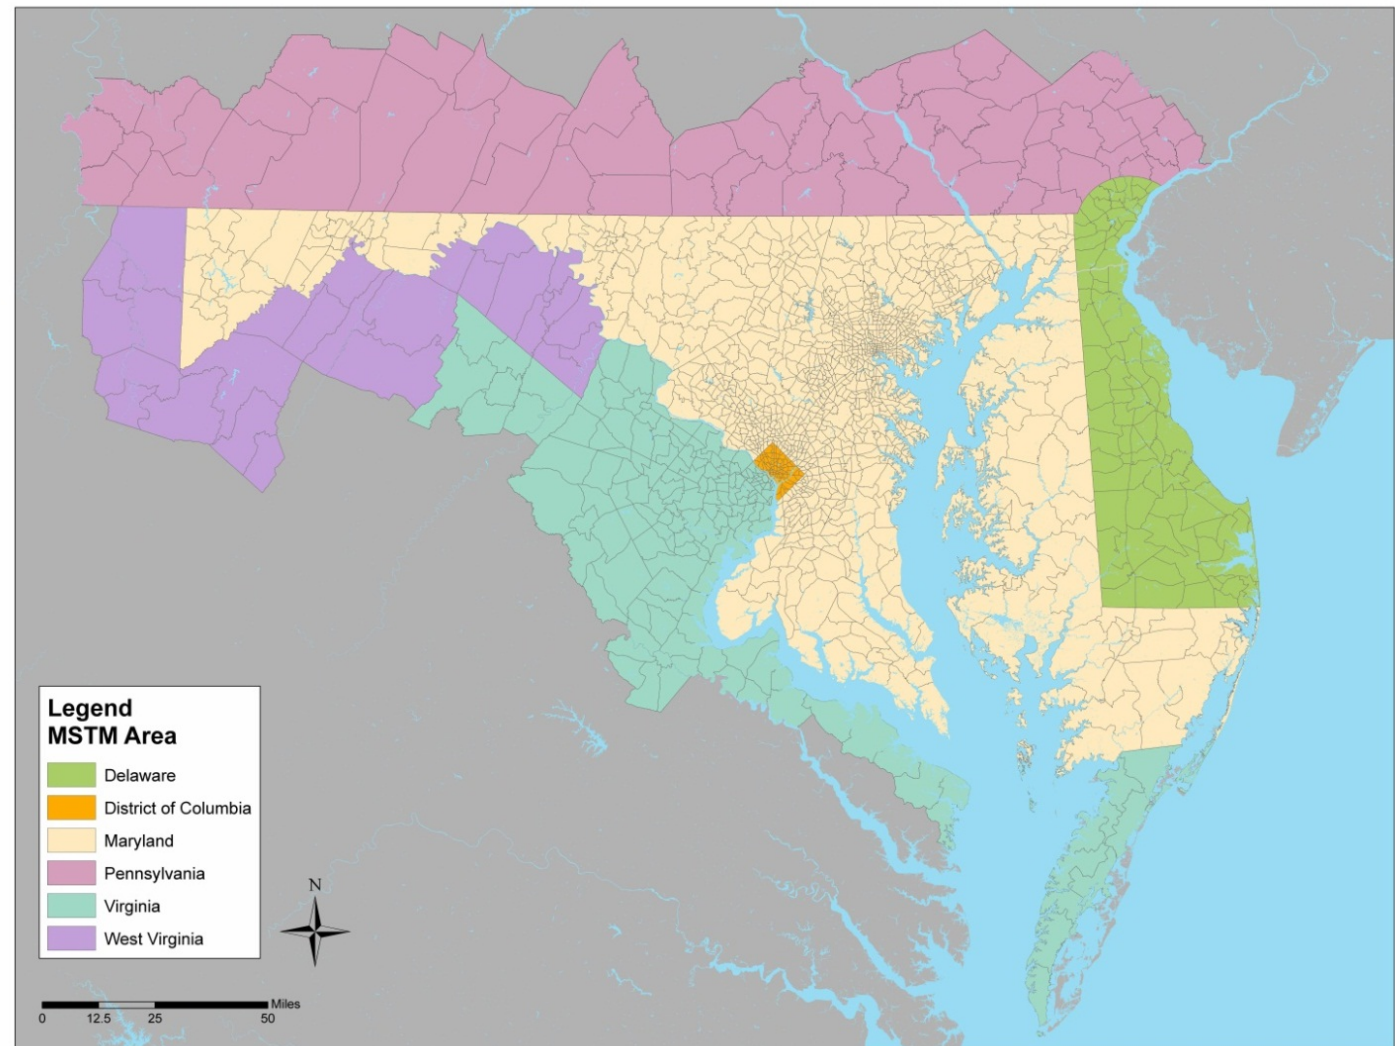 Legend
MSTM Area
Delaware
District of Columbia
Maryland
Pennsylvania
Virginia
West Virginia
N
Miles
0 12.5 25 50